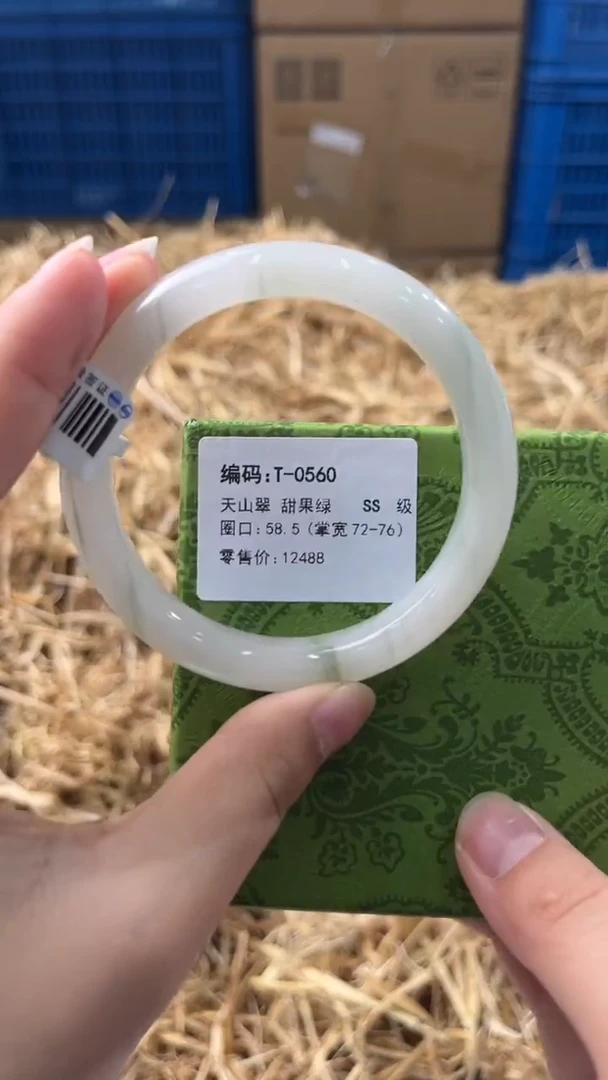 编码:T-0560
天山翠 甜果绿 SS 级
圈口:58.5(掌宽72-76)
零售价:12488